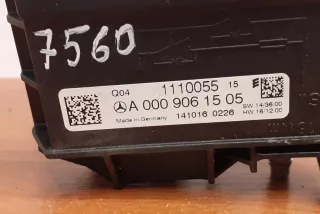 7560
Q04 1110055 15 E
A 000 906 15 05
Made in Germany 141016 0226
SW 14/36.00
HW 16/12.00